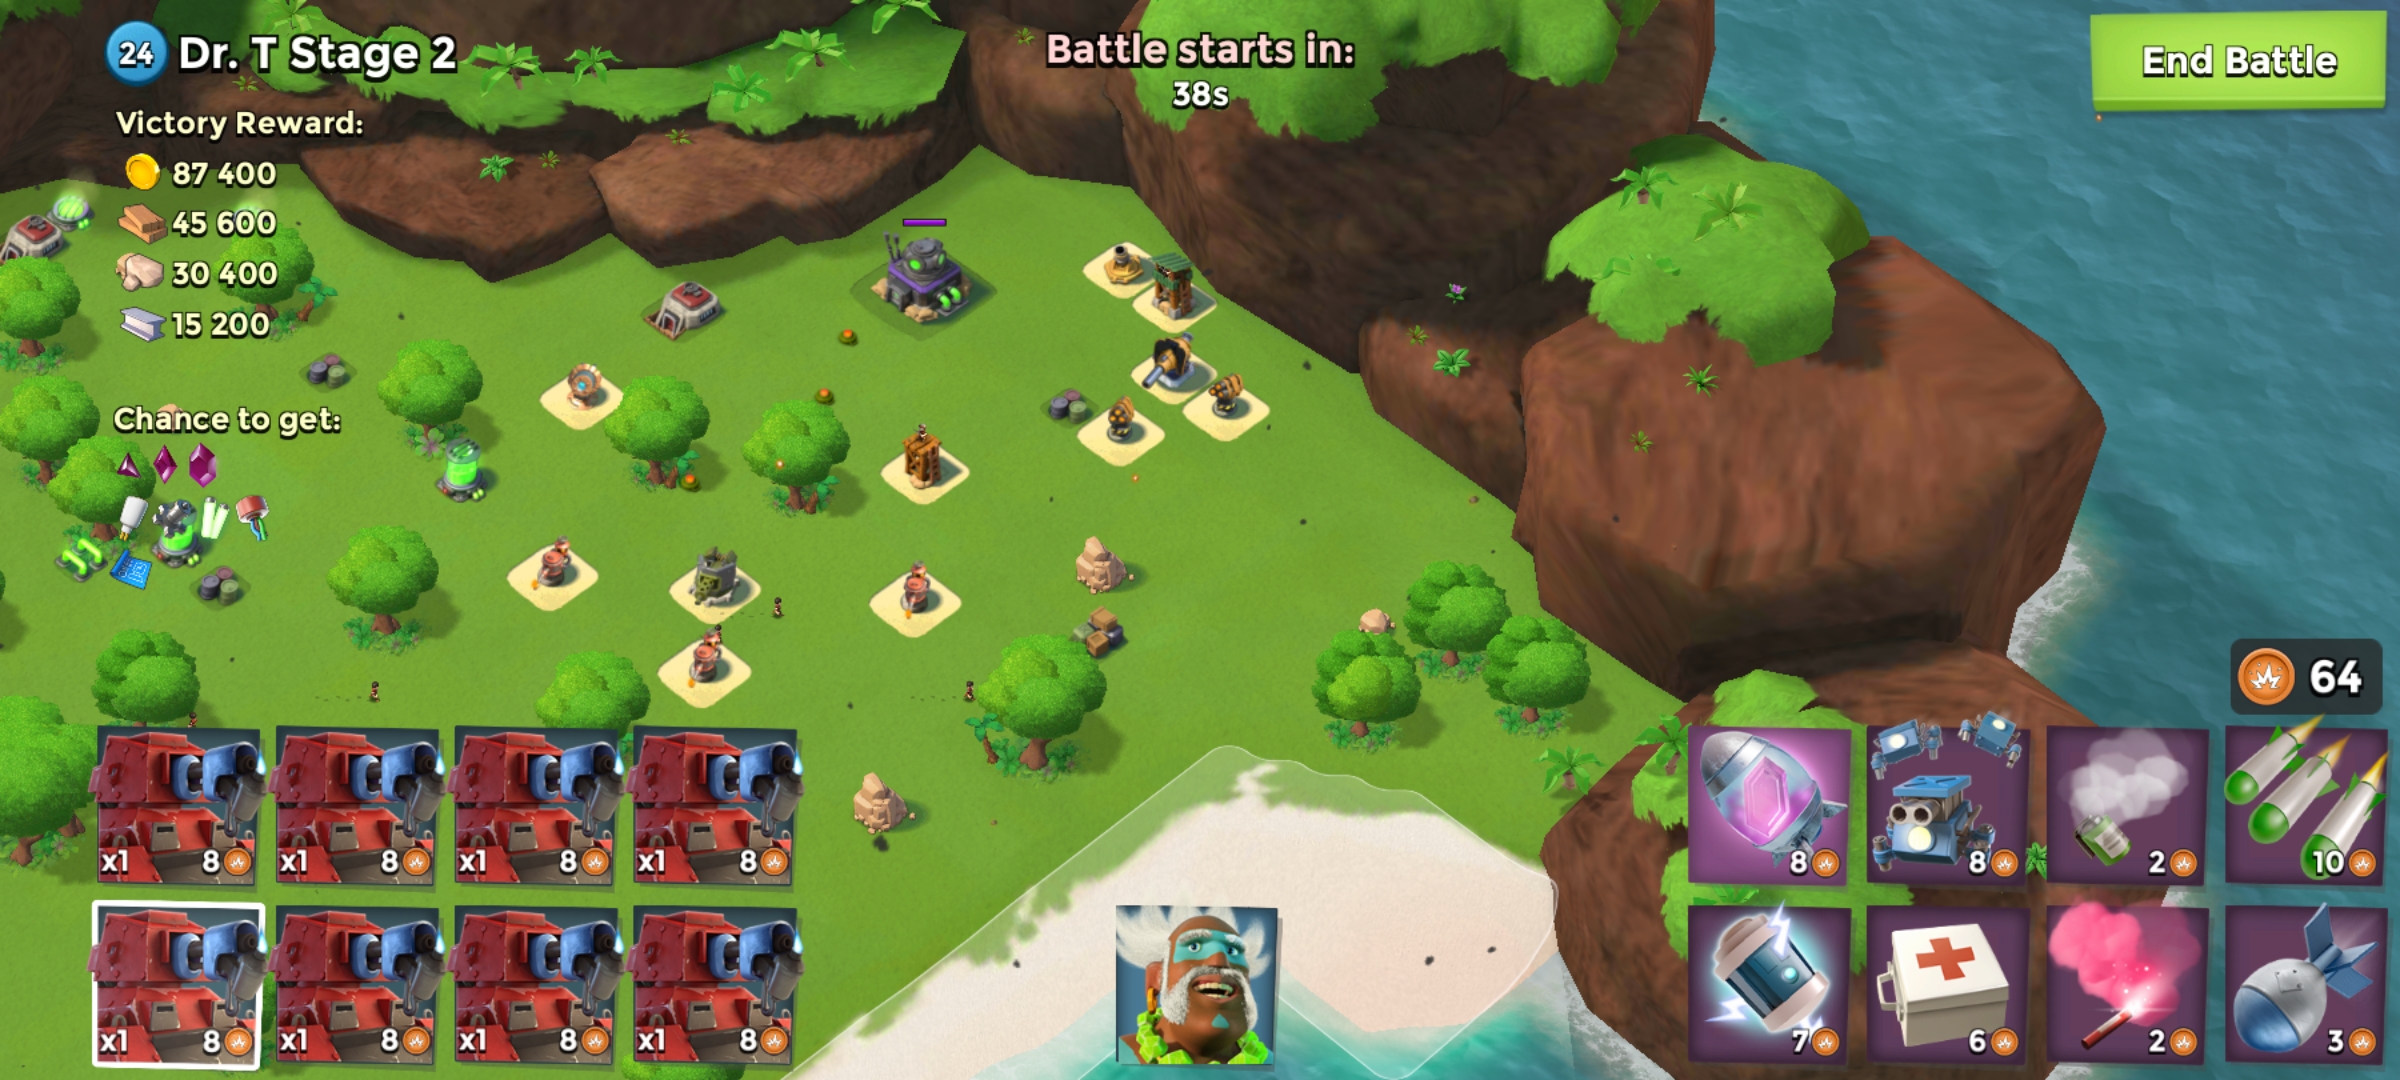 24 Dr. T Stage 2
Battle starts in:
38s
End Battle
Victory Reward:
87 400
45 600
30 400
15 200
Chance to get:
64
x1 8 x1 8 x1 8 x1 8
8 8 2 10
x1 8 x1 8 x1 8 x1 8
7 6 2 3